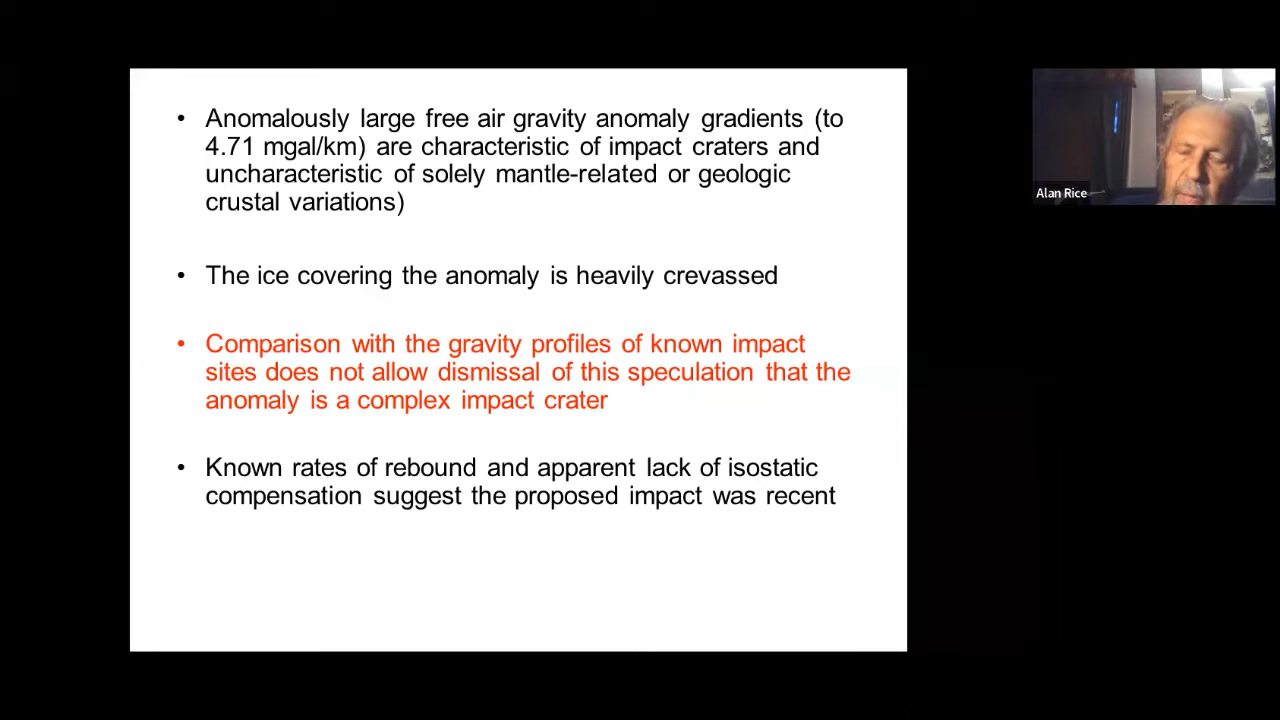 • Anomalously large free air gravity anomaly gradients (to
4.71 mgal/km) are characteristic of impact craters and
uncharacteristic of solely mantle-related or geologic
crustal variations)
• The ice covering the anomaly is heavily crevassed
• Comparison with the gravity profiles of known impact
sites does not allow dismissal of this speculation that the
anomaly is a complex impact crater
• Known rates of rebound and apparent lack of isostatic
compensation suggest the proposed impact was recent
Alan Rice